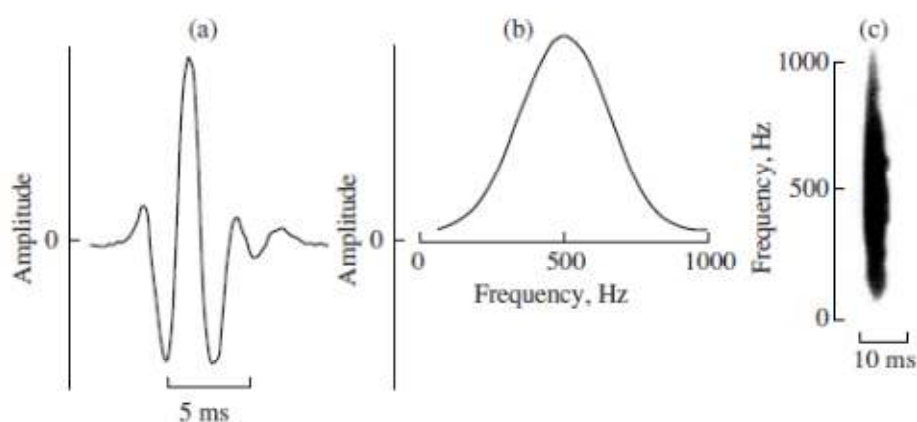 (a)
Amplitude
0
5 ms
(b)
Amplitude
0
0 500 1000
Frequency, Hz
(c)
1000
500
0
Frequency, Hz
10 ms